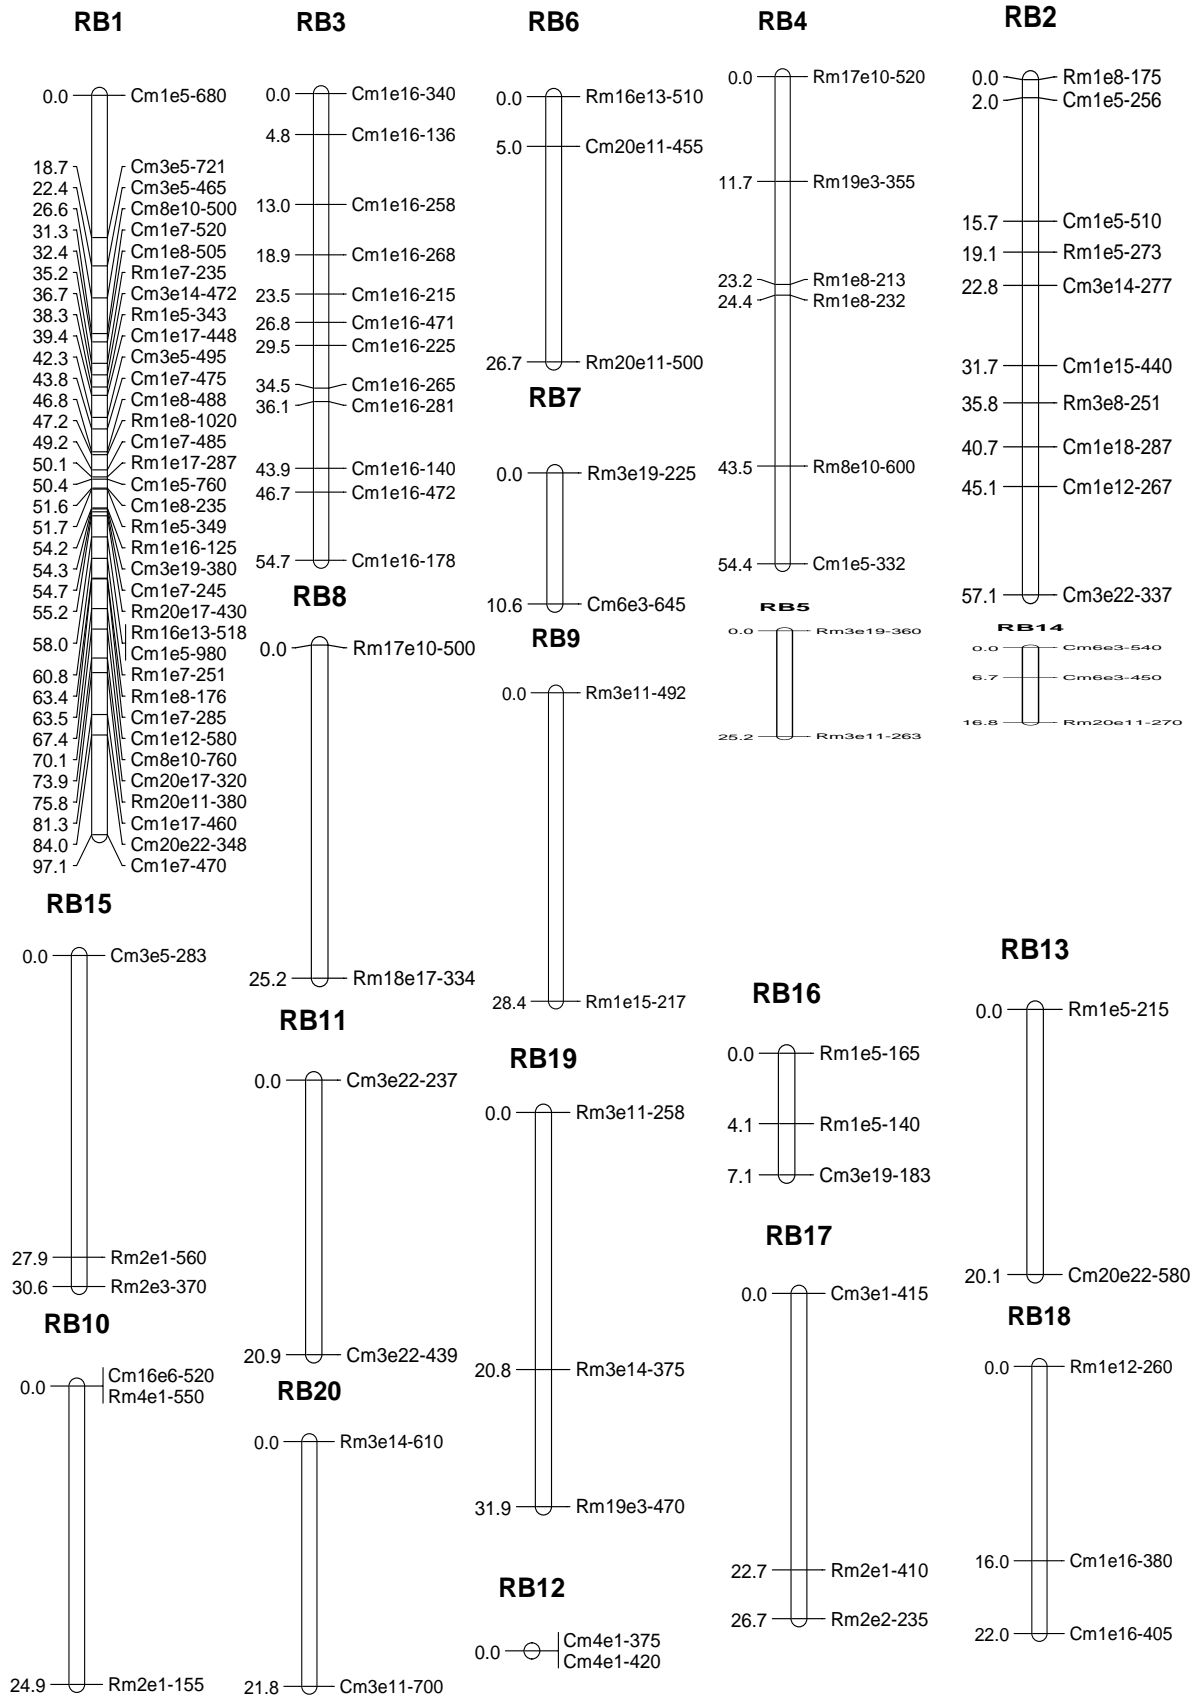 RB1
0.0 Cm1e5-680
18.7 Cm3e5-721
22.4 Cm3e5-465
26.6 Cm8e10-500
31.3 Cm1e7-520
32.4 Cm1e8-505
35.2 Rm1e7-235
36.7 Cm3e14-472
38.3 Rm1e5-343
39.4 Cm1e17-448
42.3 Cm3e5-495
43.8 Cm1e7-475
46.8 Cm1e8-488
47.2 Rm1e8-1020
49.2 Cm1e7-485
50.1 Rm1e17-287
50.4 Cm1e5-760
51.6 Cm1e8-235
51.7 Rm1e5-349
54.2 Rm1e16-125
54.3 Cm3e19-380
54.7 Cm1e7-245
55.2 Rm20e17-430
58.0 Rm16e13-518
Cm1e5-980
60.8 Rm1e7-251
63.4 Rm1e8-176
63.5 Cm1e7-285
67.4 Cm1e12-580
70.1 Cm8e10-760
73.9 Cm20e17-320
75.8 Rm20e11-380
81.3 Cm1e17-460
84.0 Cm20e22-348
97.1 Cm1e7-470
RB15
0.0 Cm3e5-283
27.9 Rm2e1-560
30.6 Rm2e3-370
RB10
0.0 Cm16e6-520
Rm4e1-550
24.9 Rm2e1-155
RB3
0.0 Cm1e16-340
4.8 Cm1e16-136
13.0 Cm1e16-258
18.9 Cm1e16-268
23.5 Cm1e16-215
26.8 Cm1e16-471
29.5 Cm1e16-225
34.5 Cm1e16-265
36.1 Cm1e16-281
43.9 Cm1e16-140
46.7 Cm1e16-472
54.7 Cm1e16-178
RB8
0.0 Rm17e10-500
25.2 Rm18e17-334
RB11
0.0 Cm3e22-237
20.9 Cm3e22-439
RB20
0.0 Rm3e14-610
21.8 Cm3e11-700
RB6
0.0 Rm16e13-510
5.0 Cm20e11-455
26.7 Rm20e11-500
RB7
0.0 Rm3e19-225
10.6 Cm6e3-645
RB9
0.0 Rm3e11-492
28.4 Rm1e15-217
RB19
0.0 Rm3e11-258
20.8 Rm3e14-375
31.9 Rm19e3-470
RB12
0.0 Cm4e1-375
Cm4e1-420
RB4
0.0 Rm17e10-520
11.7 Rm19e3-355
23.2 Rm1e8-213
24.4 Rm1e8-232
43.5 Rm8e10-600
54.4 Cm1e5-332
RB5
0.0 Rm3e19-360
25.2 Rm3e11-263
RB16
0.0 Rm1e5-165
4.1 Rm1e5-140
7.1 Cm3e19-183
RB17
0.0 Cm3e1-415
22.7 Rm2e1-410
26.7 Rm2e2-235
RB2
0.0 Rm1e8-175
2.0 Cm1e5-256
15.7 Cm1e5-510
19.1 Rm1e5-273
22.8 Cm3e14-277
31.7 Cm1e15-440
35.8 Rm3e8-251
40.7 Cm1e18-287
45.1 Cm1e12-267
57.1 Cm3e22-337
RB14
0.0 Cm6e3-540
6.7 Cm6e3-450
16.8 Rm20e11-270
RB13
0.0 Rm1e5-215
20.1 Cm20e22-580
RB18
0.0 Rm1e12-260
16.0 Cm1e16-380
22.0 Cm1e16-405